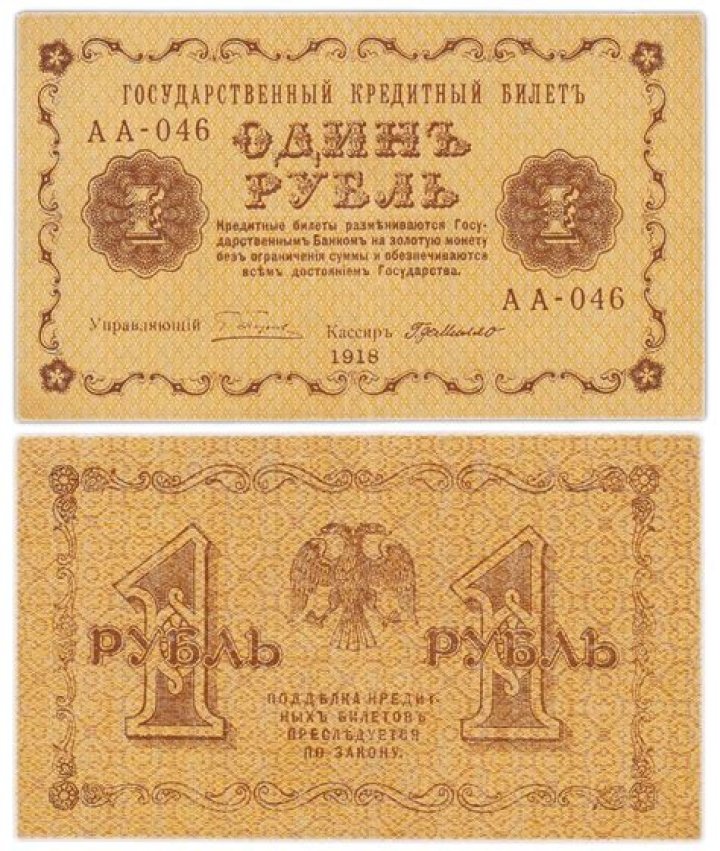 ГОСУДАРСТВЕННЫЙ КРЕДИТНЫЙ БИЛЕТЪ
АА-046
ОДИНЪ
РУБЛЬ
1
1
Кредитные билеты размѣниваются Госу-
дарственнымъ Банкомъ на золотую монету
безъ ограниченія суммы и обезпечиваются
всѣмъ достояніемъ Государства.
АА-046
Управляющій
Кассиръ
1918
1 1
РУБЛЬ РУБЛЬ
ПОДДѢЛКА КРЕДИТ-
НЫХЪ БИЛЕТОВЪ
ПРЕСЛѢДУЕТСЯ
ПО ЗАКОНУ.